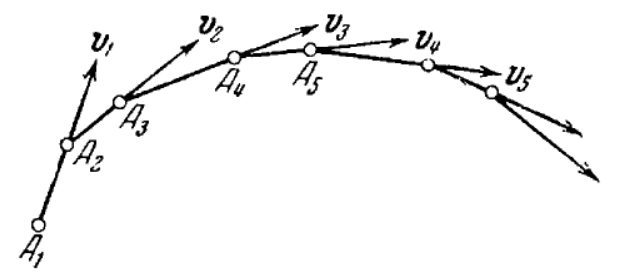 v₁ v₂ v₃ v₄ v₅
A₁ A₂ A₃ A₄ A₅